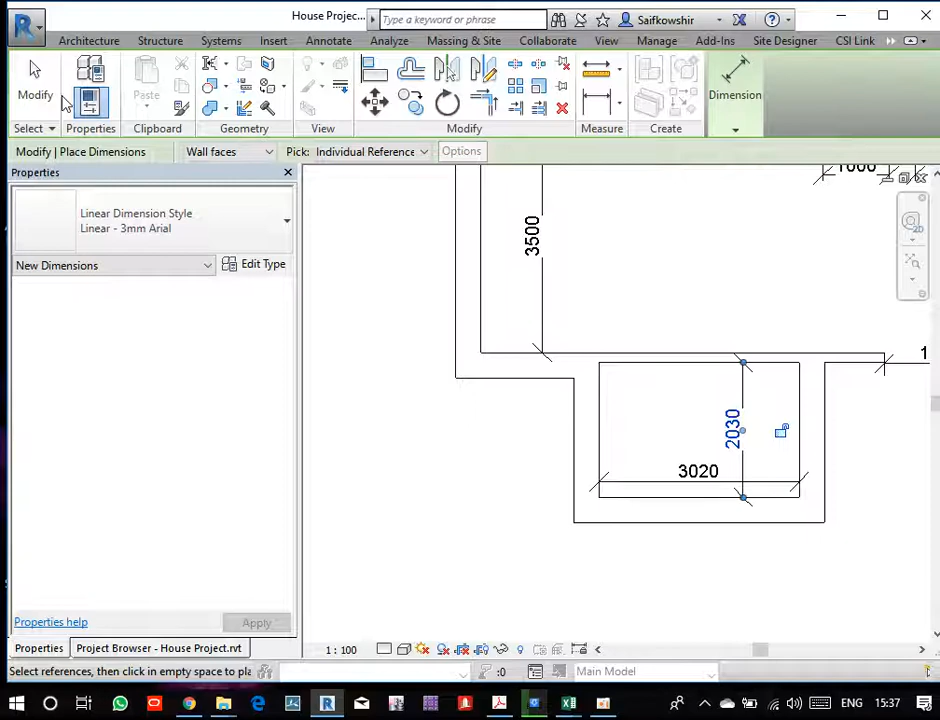 House Projec...
Type a keyword or phrase
Saifkowshir
Architecture Structure Systems Insert Annotate Analyze Massing & Site Collaborate View Manage Add-Ins Site Designer CSI Link
Modify
Paste
Dimension
Select Properties Clipboard Geometry View Modify Measure Create
Modify | Place Dimensions Wall faces Pick: Individual Reference Options
Properties
Linear Dimension Style
Linear - 3mm Arial
New Dimensions Edit Type
1000
2D
3500
1
2030
3020
Properties help Apply
Properties Project Browser - House Project.rvt
1 : 100
Select references, then click in empty space to pla
:0 Main Model
ENG 15:37